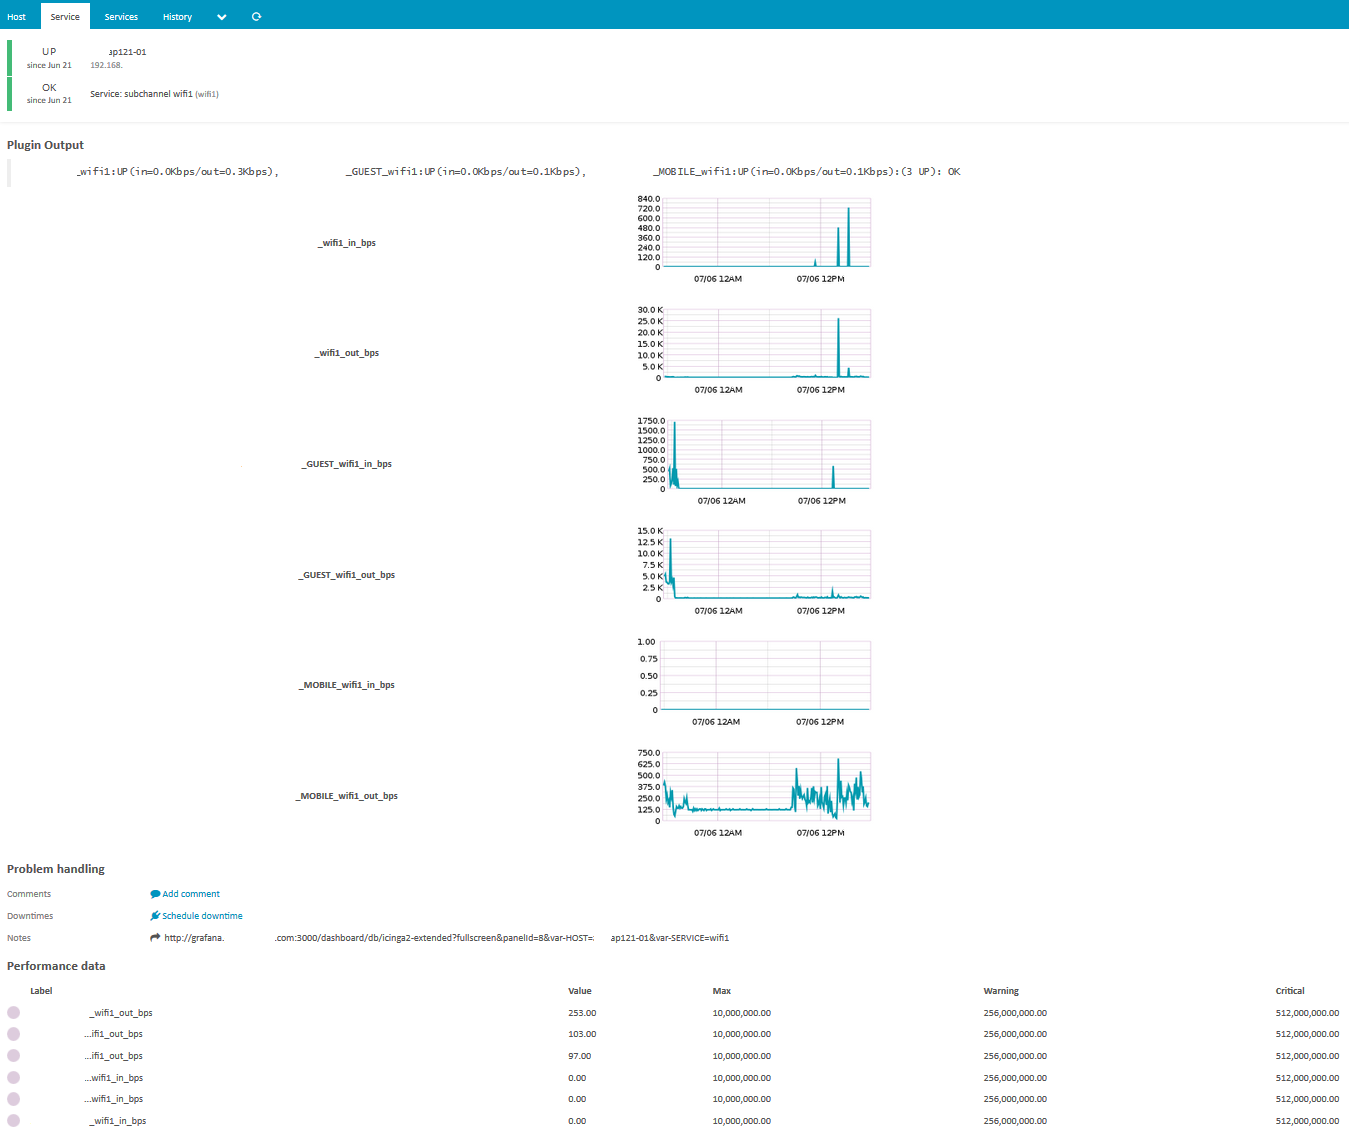 Host Service Services History
UP ap121-01
since Jun 21 192.168.
OK
since Jun 21 Service: subchannel wifi1 (wifi1)
Plugin Output
_wifi1:UP(in=0.0Kbps/out=0.3Kbps), _GUEST_wifi1:UP(in=0.0Kbps/out=0.1Kbps), _MOBILE_wifi1:UP(in=0.0Kbps/out=0.1Kbps):(3 UP): OK
_wifi1_in_bps
840.0
720.0
600.0
480.0
360.0
240.0
120.0
0
07/06 12AM 07/06 12PM
_wifi1_out_bps
30.0 K
25.0 K
20.0 K
15.0 K
10.0 K
5.0 K
0
07/06 12AM 07/06 12PM
_GUEST_wifi1_in_bps
1750.0
1500.0
1250.0
1000.0
750.0
500.0
250.0
0
07/06 12AM 07/06 12PM
_GUEST_wifi1_out_bps
15.0 K
12.5 K
10.0 K
7.5 K
5.0 K
2.5 K
0
07/06 12AM 07/06 12PM
_MOBILE_wifi1_in_bps
1.00
0.75
0.50
0.25
0
07/06 12AM 07/06 12PM
_MOBILE_wifi1_out_bps
750.0
625.0
500.0
375.0
250.0
125.0
0
07/06 12AM 07/06 12PM
Problem handling
Comments Add comment
Downtimes Schedule downtime
Notes http://grafana. .com:3000/dashboard/db/icinga2-extended?fullscreen&panelId=8&var-HOST= ap121-01&var-SERVICE=wifi1
Performance data
Label Value Max Warning Critical
_wifi1_out_bps 253.00 10,000,000.00 256,000,000.00 512,000,000.00
...ifi1_out_bps 103.00 10,000,000.00 256,000,000.00 512,000,000.00
...ifi1_out_bps 97.00 10,000,000.00 256,000,000.00 512,000,000.00
...wifi1_in_bps 0.00 10,000,000.00 256,000,000.00 512,000,000.00
...wifi1_in_bps 0.00 10,000,000.00 256,000,000.00 512,000,000.00
_wifi1_in_bps 0.00 10,000,000.00 256,000,000.00 512,000,000.00